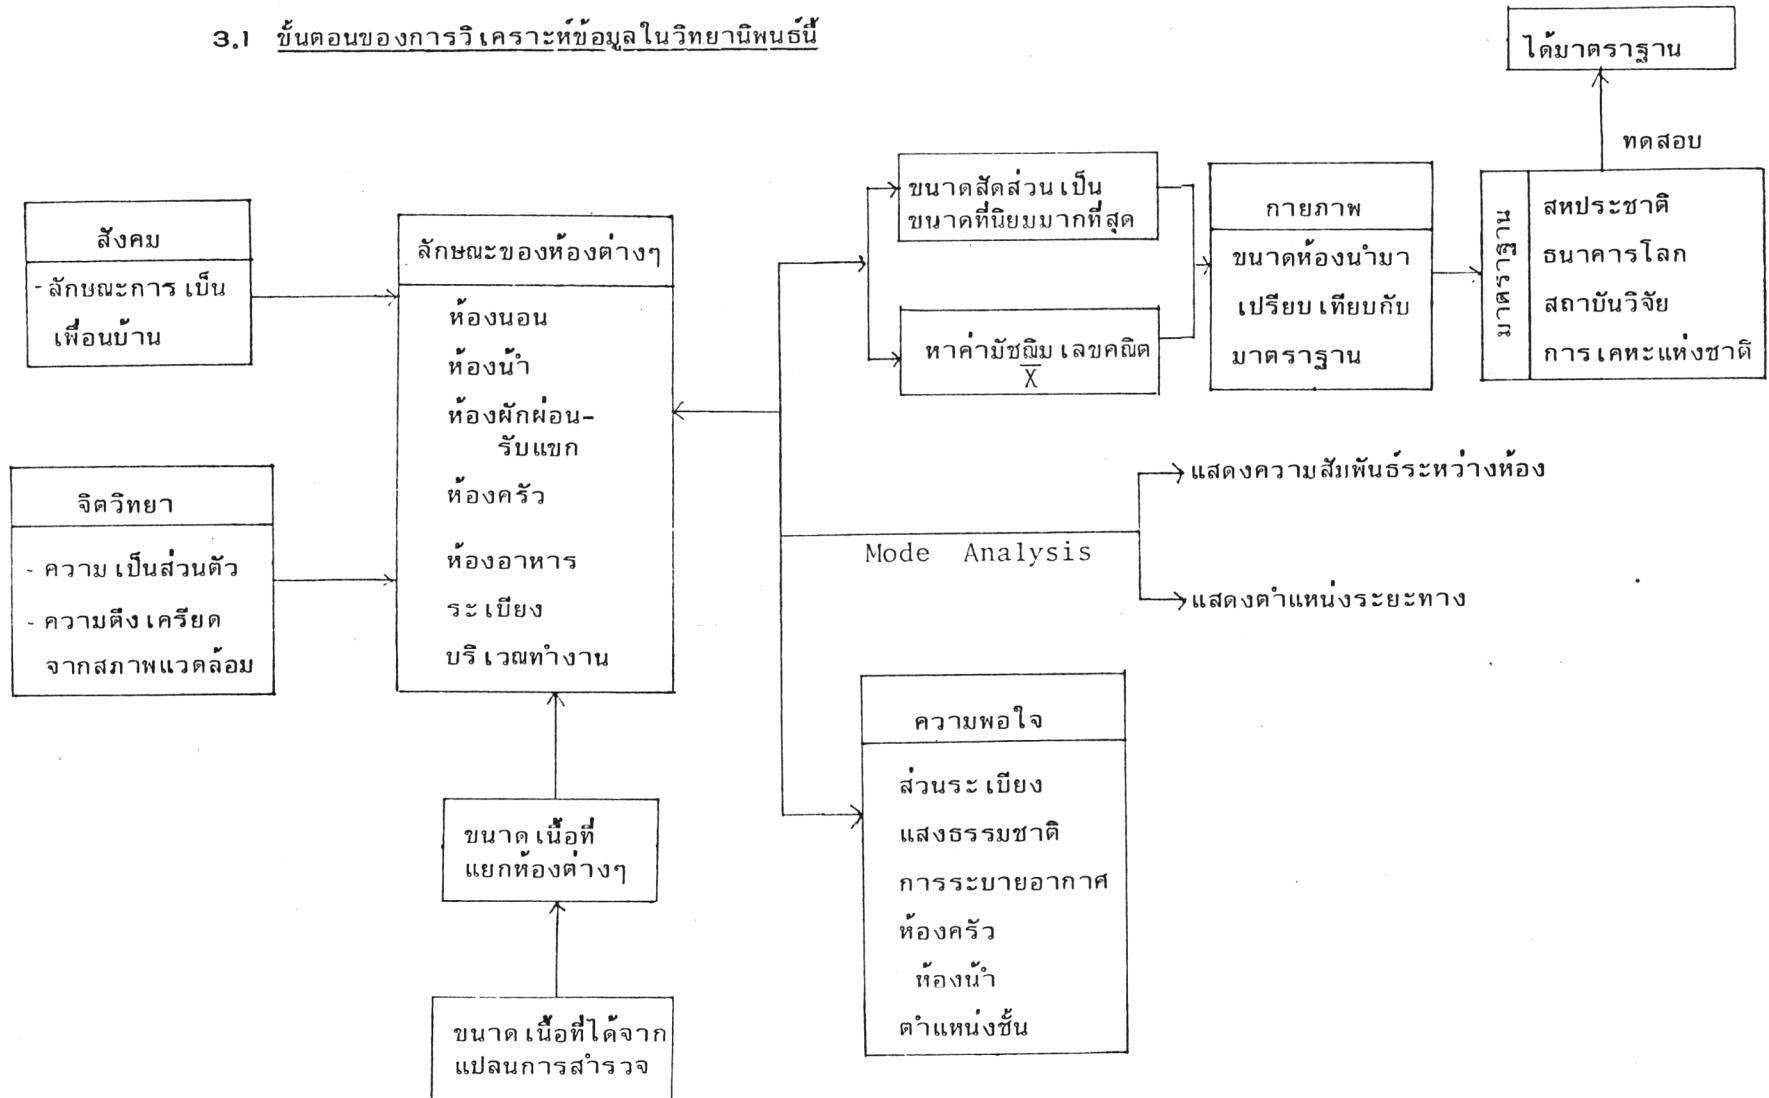 3.1 ขั้นตอนของการวิเคราะห์ข้อมูลในวิทยานิพนธ์นี้
ได้มาตราฐาน
ทดสอบ
สังคม
-ลักษณะการเป็น
เพื่อนบ้าน
จิตวิทยา
- ความเป็นส่วนตัว
- ความตึงเครียด
จากสภาพแวดล้อม
ลักษณะของห้องต่างๆ
ห้องนอน
ห้องน้ำ
ห้องผักผ่อน-
รับแขก
ห้องครัว
ห้องอาหาร
ระเบียง
บริเวณทำงาน
ขนาดเนื้อที่
แยกห้องต่างๆ
ขนาดเนื้อที่ได้จาก
แปลนการสำรวจ
ขนาดสัดส่วนเป็น
ขนาดที่นิยมมากที่สุด
หาค่ามัชฌิมเลขคณิต
X̅
กายภาพ
ขนาดห้องนำมา
เปรียบเทียบกับ
มาตราฐาน
มาตราฐาน
สหประชาติ
ธนาคารโลก
สถาบันวิจัย
การเคหะแห่งชาติ
แสดงความสัมพันธ์ระหว่างห้อง
Mode Analysis
แสดงตำแหน่งระยะทาง
ความพอใจ
ส่วนระเบียง
แสงธรรมชาติ
การระบายอากาศ
ห้องครัว
ห้องน้ำ
ตำแหน่งชั้น